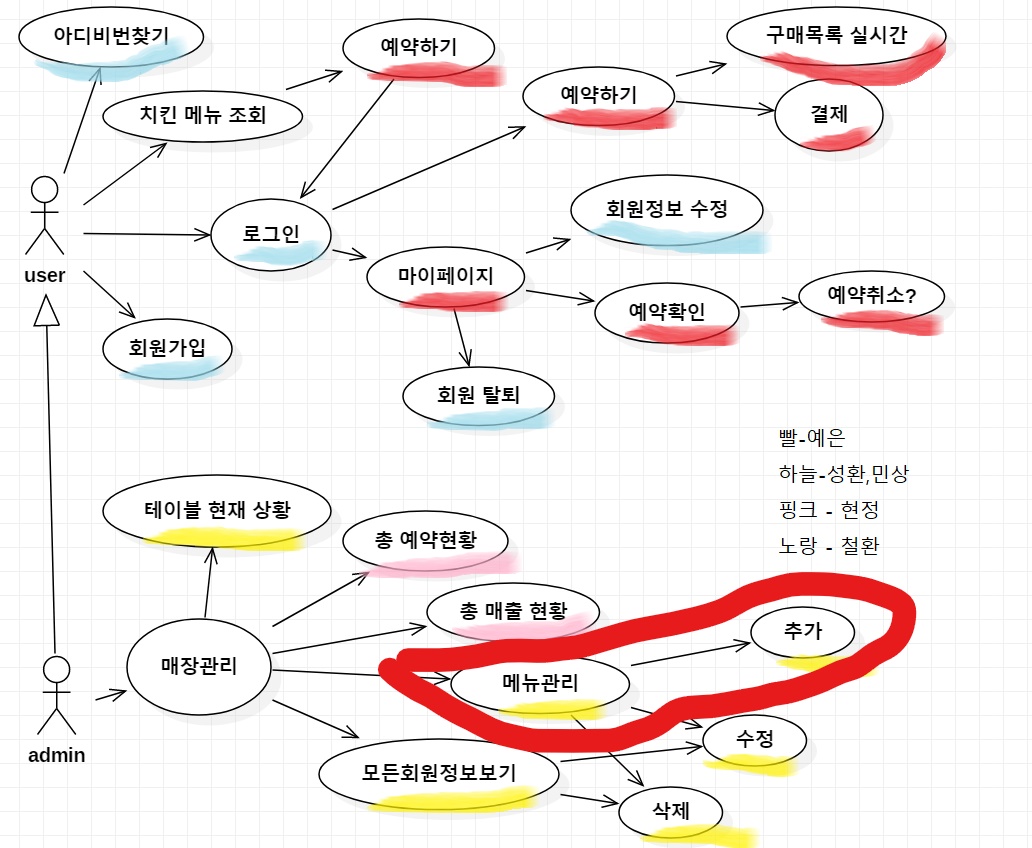 아디비번찾기
예약하기
구매목록 실시간
치킨 메뉴 조회
예약하기
결제
로그인
회원정보 수정
user
마이페이지
예약확인
예약취소?
회원가입
회원 탈퇴
빨-예은
하늘-성환,민상
핑크 - 현정
노랑 - 철환
테이블 현재 상황
총 예약현황
총 매출 현황
추가
매장관리
메뉴관리
수정
admin
모든회원정보보기
삭제